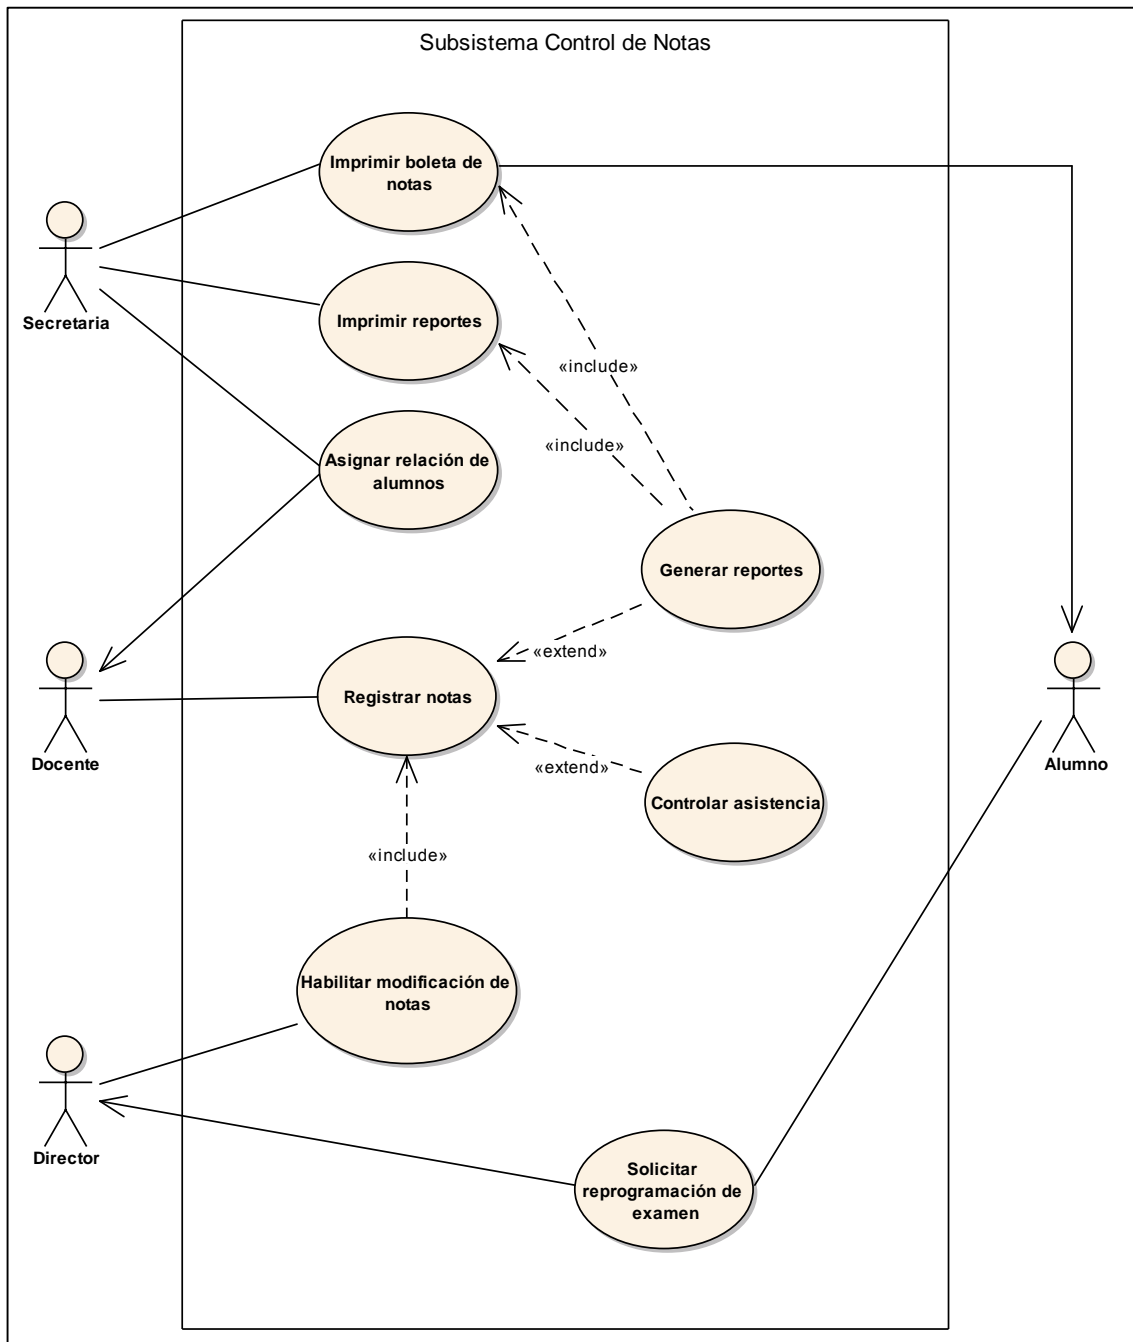 Subsistema Control de Notas
Imprimir boleta de
notas
Secretaria
Imprimir reportes
«include»
«include»
Asignar relación de
alumnos
Generar reportes
«extend»
Registrar notas
Docente
«extend»
Alumno
Controlar asistencia
«include»
Habilitar modificación de
notas
Director
Solicitar
reprogramación de
examen